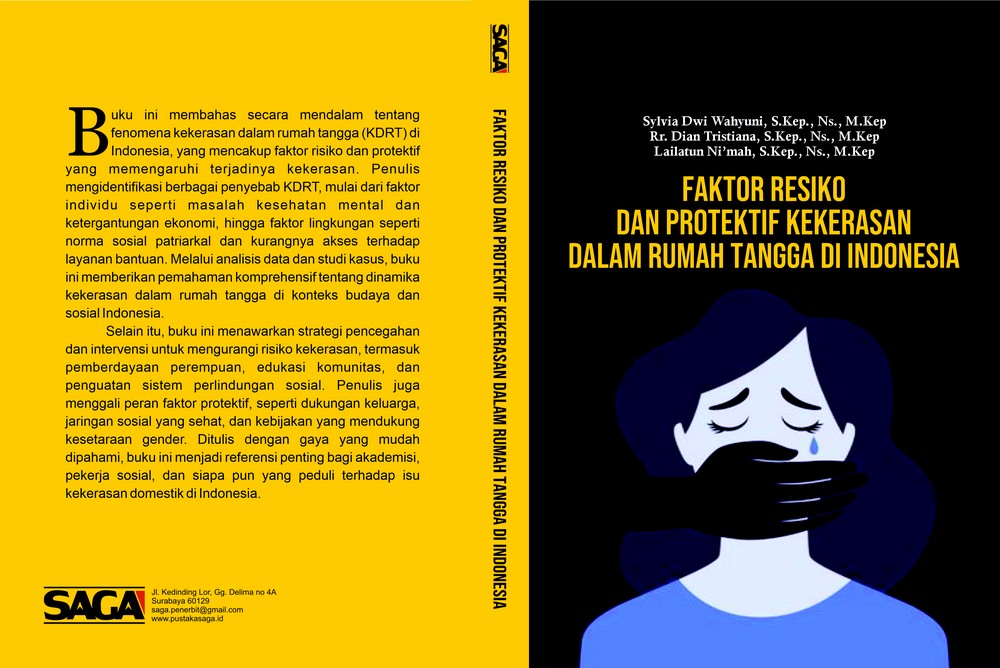 Buku ini membahas secara mendalam tentang
fenomena kekerasan dalam rumah tangga (KDRT) di
Indonesia, yang mencakup faktor risiko dan protektif
yang memengaruhi terjadinya kekerasan. Penulis
mengidentifikasi berbagai penyebab KDRT, mulai dari faktor
individu seperti masalah kesehatan mental dan
ketergantungan ekonomi, hingga faktor lingkungan seperti
norma sosial patriarkal dan kurangnya akses terhadap
layanan bantuan. Melalui analisis data dan studi kasus, buku
ini memberikan pemahaman komprehensif tentang dinamika
kekerasan dalam rumah tangga di konteks budaya dan
sosial Indonesia.
Selain itu, buku ini menawarkan strategi pencegahan
dan intervensi untuk mengurangi risiko kekerasan, termasuk
pemberdayaan perempuan, edukasi komunitas, dan
penguatan sistem perlindungan sosial. Penulis juga
menggali peran faktor protektif, seperti dukungan keluarga,
jaringan sosial yang sehat, dan kebijakan yang mendukung
kesetaraan gender. Ditulis dengan gaya yang mudah
dipahami, buku ini menjadi referensi penting bagi akademisi,
pekerja sosial, dan siapa pun yang peduli terhadap isu
kekerasan domestik di Indonesia.
SAGA
Jl. Kedinding Lor, Gg. Delima no 4A
Surabaya 60129
saga.penerbit@gmail.com
www.pustakasaga.id
SAGA
FAKTOR RESIKO DAN PROTEKTIF KEKERASAN DALAM RUMAH TANGGA DI INDONESIA
Sylvia Dwi Wahyuni, S.Kep., Ns., M.Kep
Rr. Dian Tristiana, S.Kep., Ns., M.Kep
Lailatun Ni'mah, S.Kep., Ns., M.Kep
FAKTOR RESIKO
DAN PROTEKTIF KEKERASAN
DALAM RUMAH TANGGA DI INDONESIA